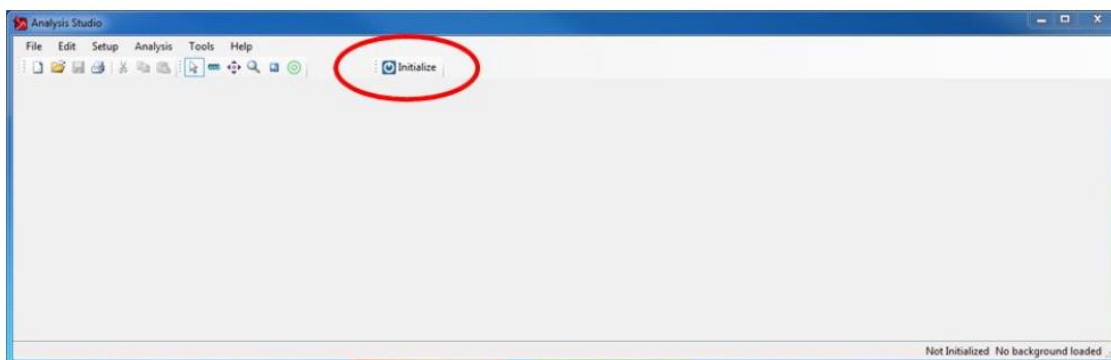 Analysis Studio
File Edit Setup Analysis Tools Help
Initialize
Not Initialized No background loaded